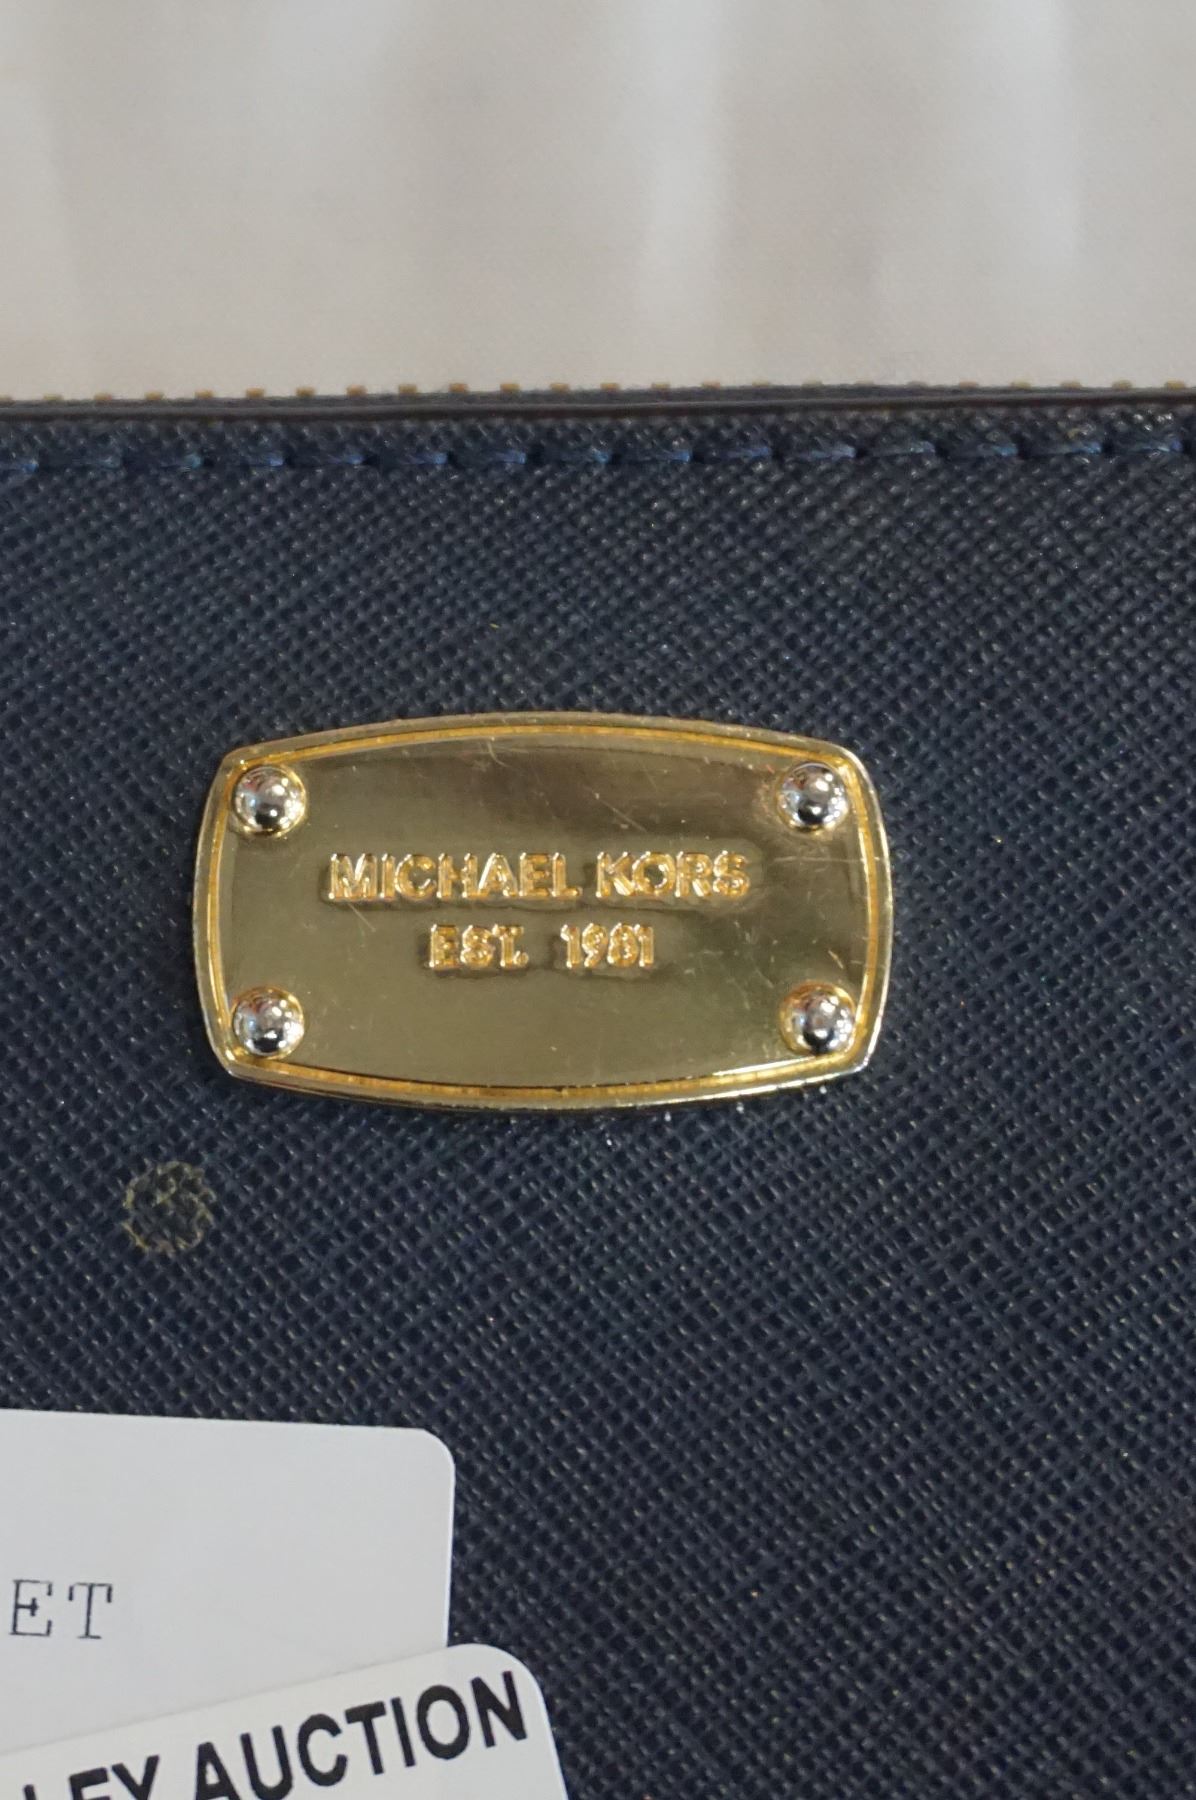 MICHAEL KORS
EST. 1981
ET
LEY AUCTION